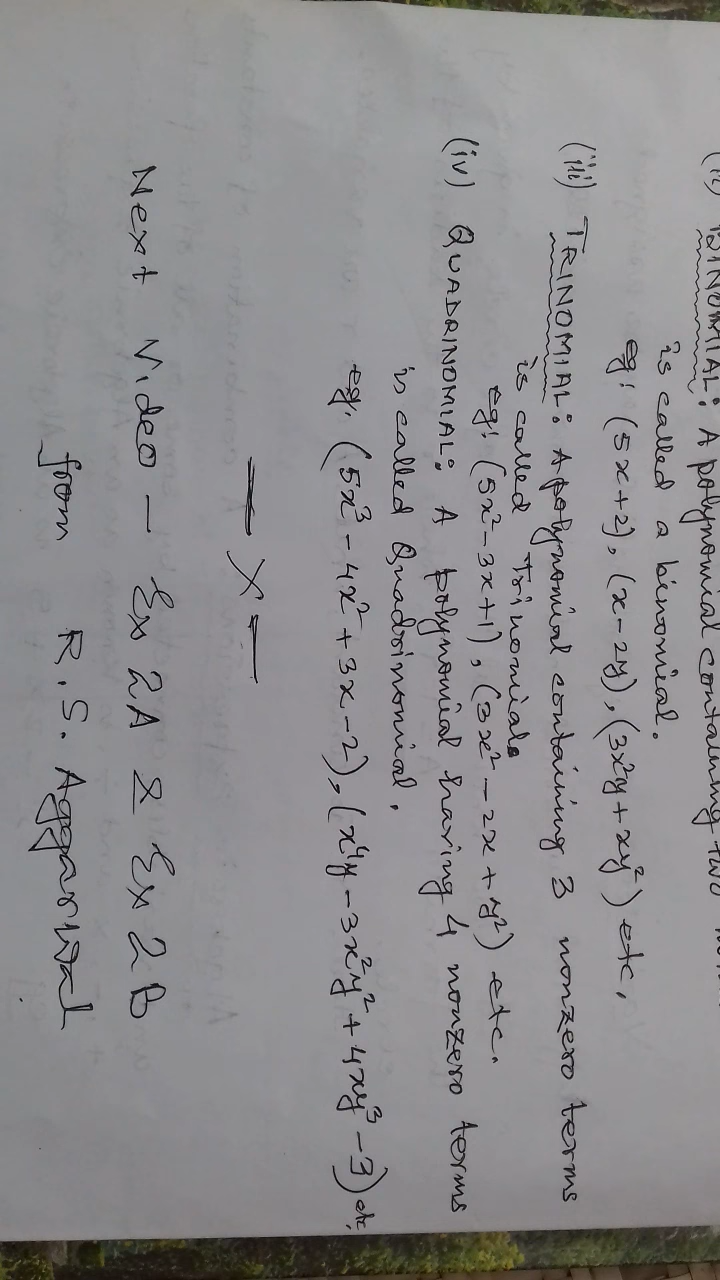 (ii) BINOMIAL: A polynomial containing two
is called a binomial.
eg: (5x+2), (x-2y), (3x²y + xy²) etc,
(iii) TRINOMIAL: A polynomial containing 3 nonzero terms
is called Trinomial.
eg: (5x²-3x+1), (3x²-2x+y²) etc.
(iv) QUADRINOMIAL: A polynomial having 4 nonzero terms
is called Quadrinomial.
eg. (5x³-4x²+3x-2), (x⁴y-3x²y²+4xy³-3) etc.
— x —
Next Video - Ex 2A & Ex 2B
from R.S. Aggarwal